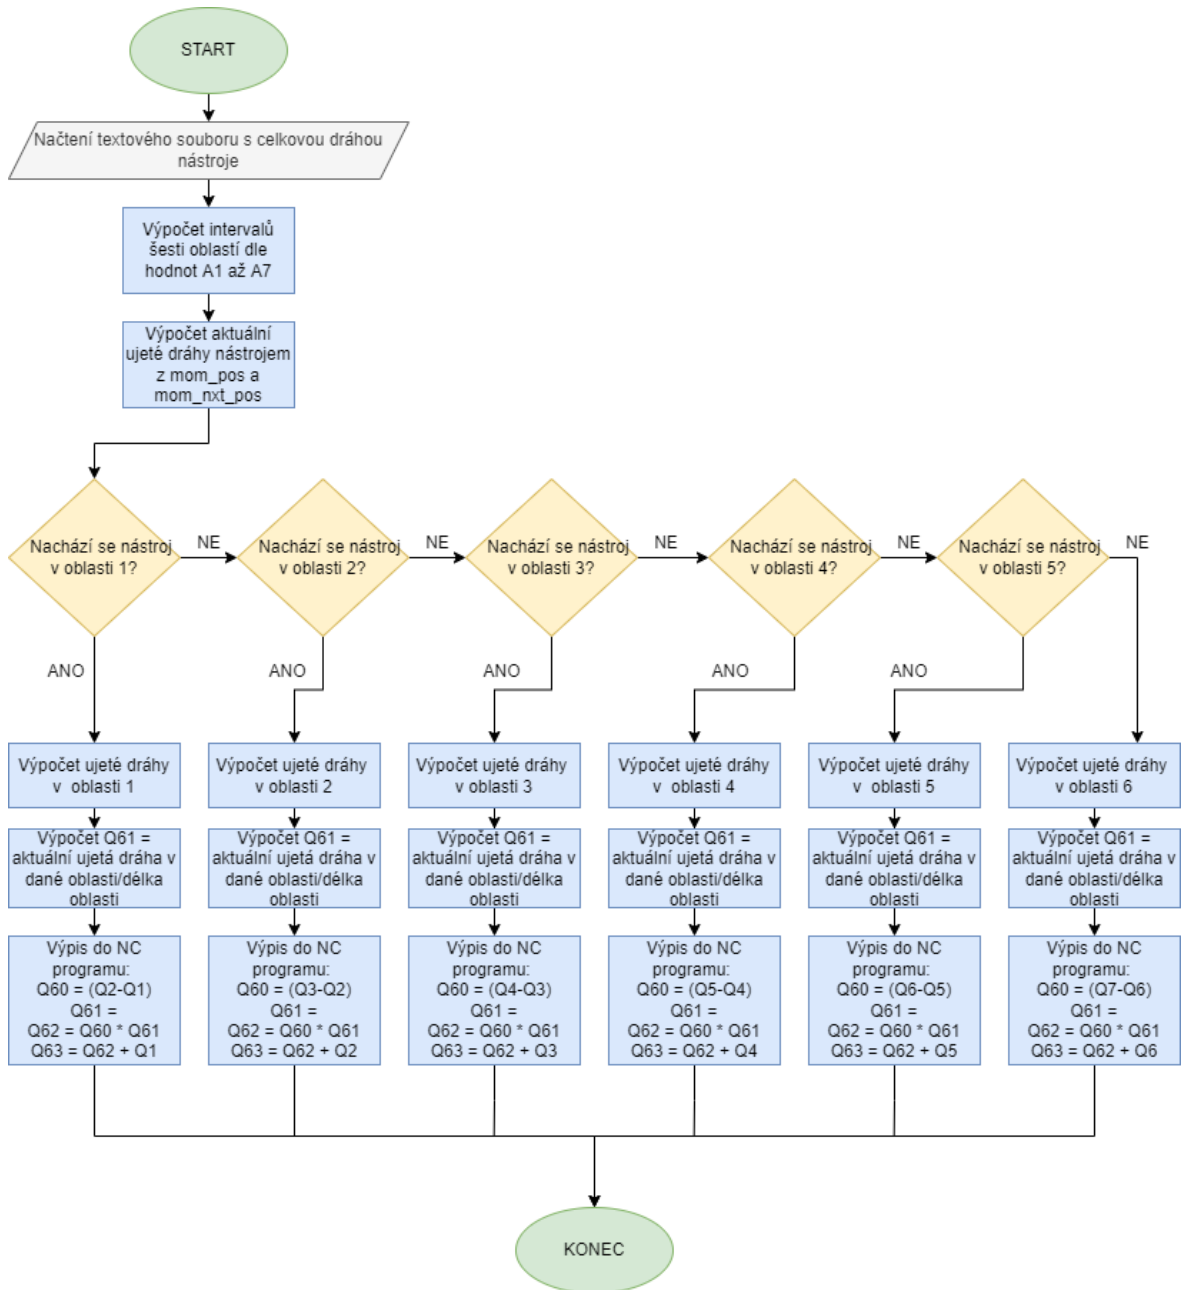 START
Načtení textového souboru s celkovou dráhou
nástroje
Výpočet intervalů
šesti oblastí dle
hodnot A1 až A7
Výpočet aktuální
ujeté dráhy nástrojem
z mom_pos a
mom_nxt_pos
Nachází se nástroj
v oblasti 1?
NE
Nachází se nástroj
v oblasti 2?
NE
Nachází se nástroj
v oblasti 3?
NE
Nachází se nástroj
v oblasti 4?
NE
Nachází se nástroj
v oblasti 5?
NE
ANO
ANO
ANO
ANO
ANO
Výpočet ujeté dráhy
v oblasti 1
Výpočet ujeté dráhy
v oblasti 2
Výpočet ujeté dráhy
v oblasti 3
Výpočet ujeté dráhy
v oblasti 4
Výpočet ujeté dráhy
v oblasti 5
Výpočet ujeté dráhy
v oblasti 6
Výpočet Q61 =
aktuální ujetá dráha v
dané oblasti/délka
oblasti
Výpočet Q61 =
aktuální ujetá dráha v
dané oblasti/délka
oblasti
Výpočet Q61 =
aktuální ujetá dráha v
dané oblasti/délka
oblasti
Výpočet Q61 =
aktuální ujetá dráha v
dané oblasti/délka
oblasti
Výpočet Q61 =
aktuální ujetá dráha v
dané oblasti/délka
oblasti
Výpočet Q61 =
aktuální ujetá dráha v
dané oblasti/délka
oblasti
Výpis do NC
programu:
Q60 = (Q2-Q1)
Q61 =
Q62 = Q60 * Q61
Q63 = Q62 + Q1
Výpis do NC
programu:
Q60 = (Q3-Q2)
Q61 =
Q62 = Q60 * Q61
Q63 = Q62 + Q2
Výpis do NC
programu:
Q60 = (Q4-Q3)
Q61 =
Q62 = Q60 * Q61
Q63 = Q62 + Q3
Výpis do NC
programu:
Q60 = (Q5-Q4)
Q61 =
Q62 = Q60 * Q61
Q63 = Q62 + Q4
Výpis do NC
programu:
Q60 = (Q6-Q5)
Q61 =
Q62 = Q60 * Q61
Q63 = Q62 + Q5
Výpis do NC
programu:
Q60 = (Q7-Q6)
Q61 =
Q62 = Q60 * Q61
Q63 = Q62 + Q6
KONEC